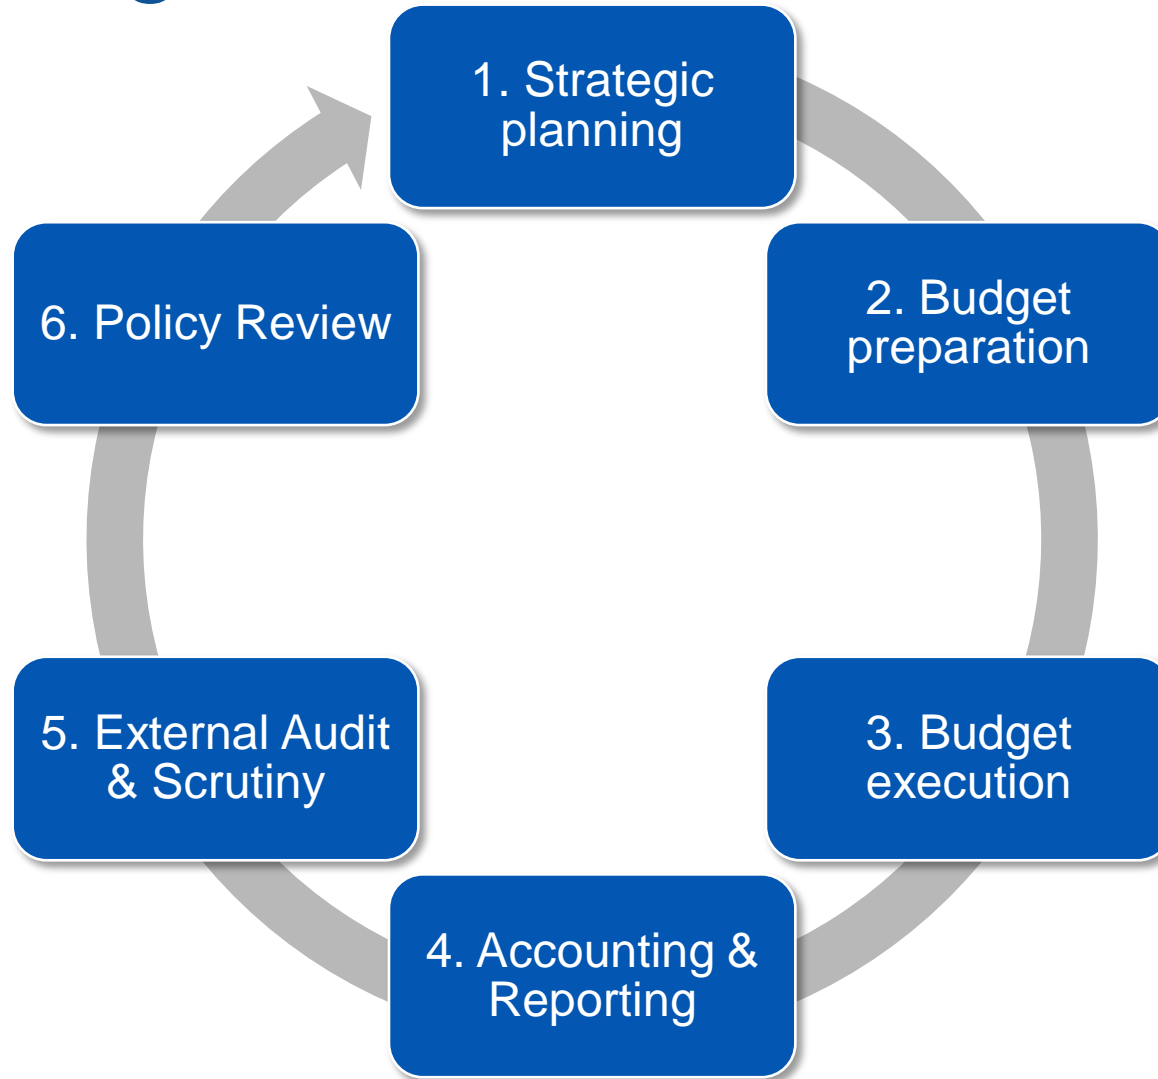 1. Strategic
planning
2. Budget
preparation
3. Budget
execution
4. Accounting &
Reporting
5. External Audit
& Scrutiny
6. Policy Review